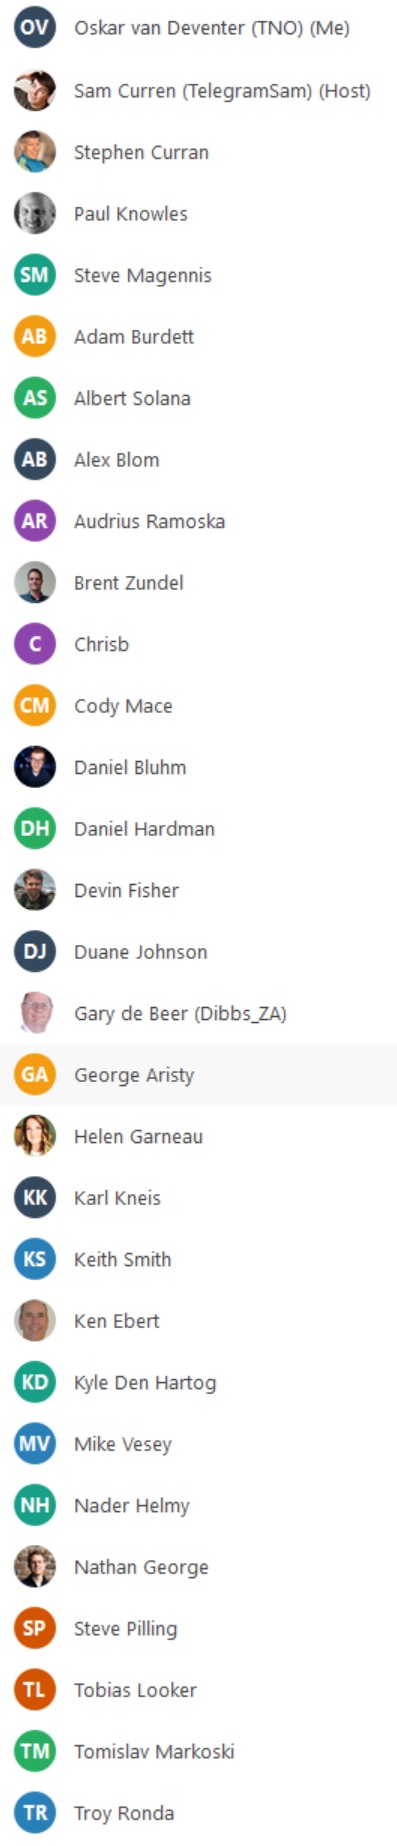 OV Oskar van Deventer (TNO) (Me)
Sam Curren (TelegramSam) (Host)
Stephen Curran
Paul Knowles
SM Steve Magennis
AB Adam Burdett
AS Albert Solana
AB Alex Blom
AR Audrius Ramoska
Brent Zundel
C Chrisb
CM Cody Mace
Daniel Bluhm
DH Daniel Hardman
Devin Fisher
DJ Duane Johnson
Gary de Beer (Dibbs_ZA)
GA George Aristy
Helen Garneau
KK Karl Kneis
KS Keith Smith
Ken Ebert
KD Kyle Den Hartog
MV Mike Vesey
NH Nader Helmy
Nathan George
SP Steve Pilling
TL Tobias Looker
TM Tomislav Markoski
TR Troy Ronda